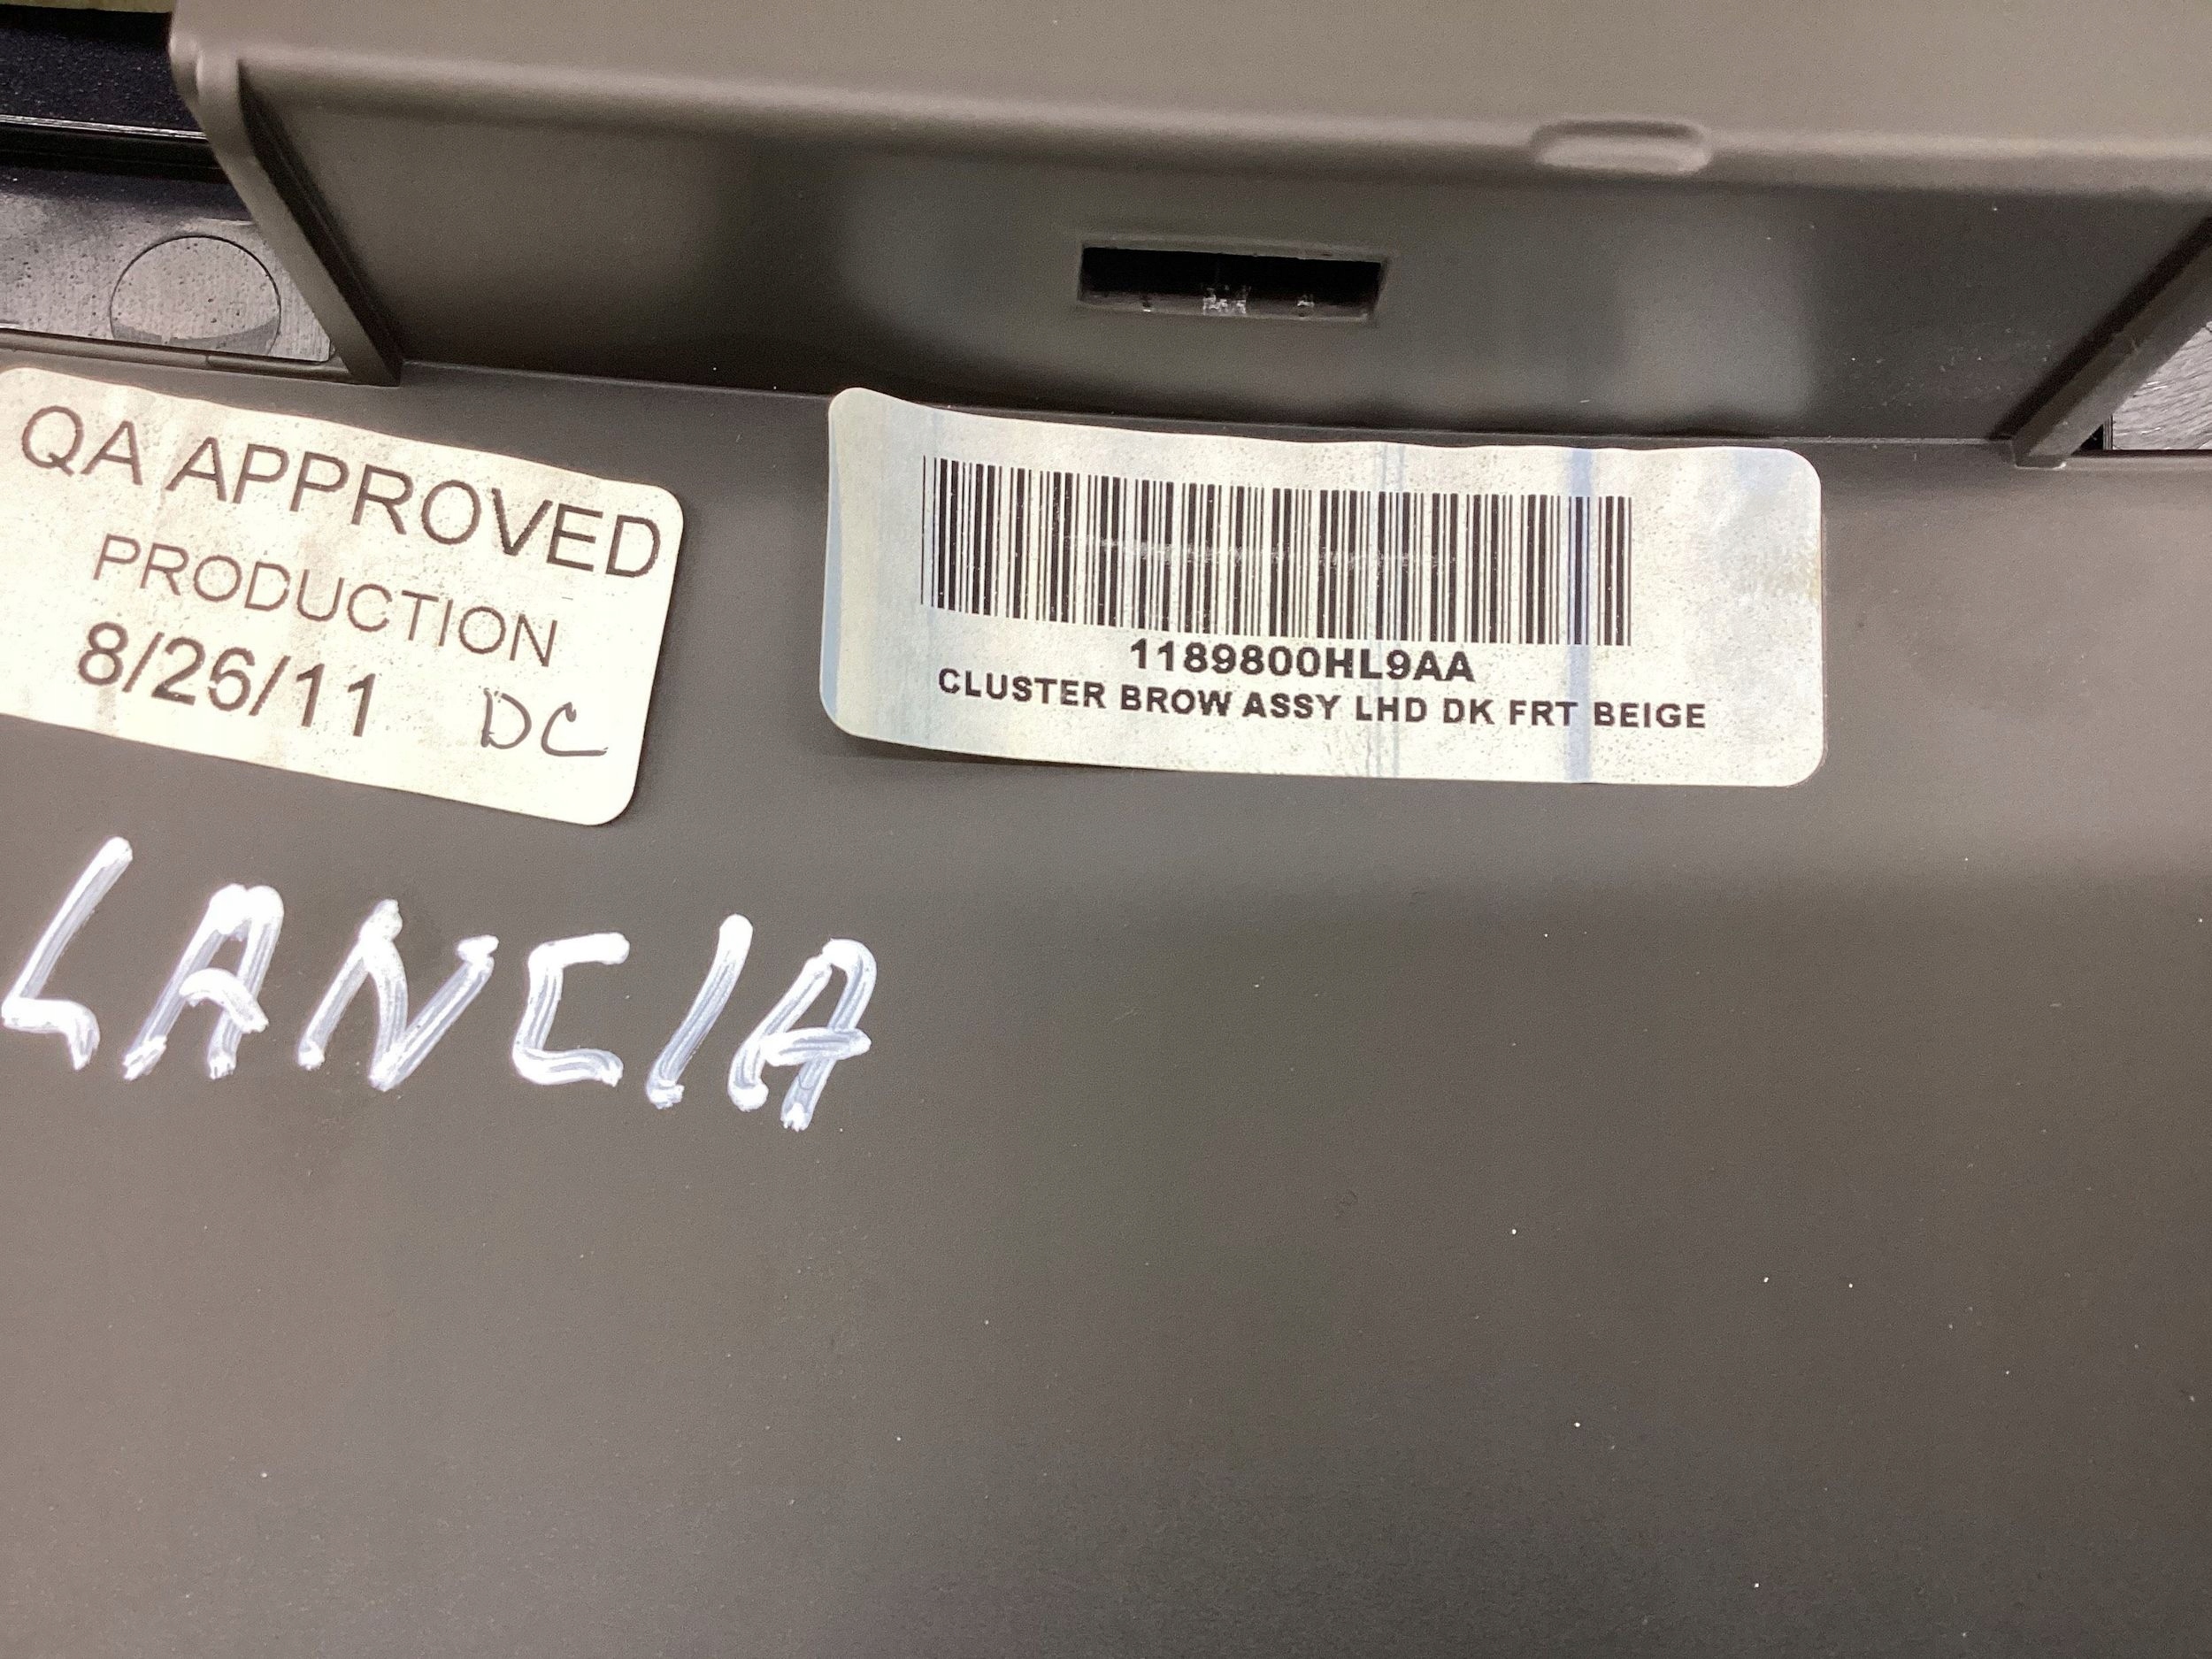 QA APPROVED
PRODUCTION
8/26/11 DC
1189800HL9AA
CLUSTER BROW ASSY LHD DK FRT BEIGE
LANCIA